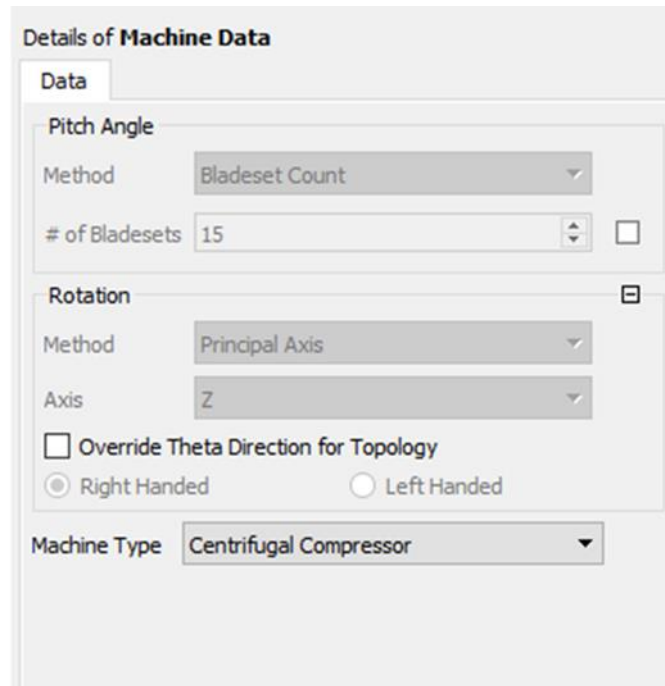 Details of Machine Data
Data
Pitch Angle
Method Bladeset Count
# of Bladesets 15
Rotation
Method Principal Axis
Axis Z
Override Theta Direction for Topology
Right Handed Left Handed
Machine Type Centrifugal Compressor